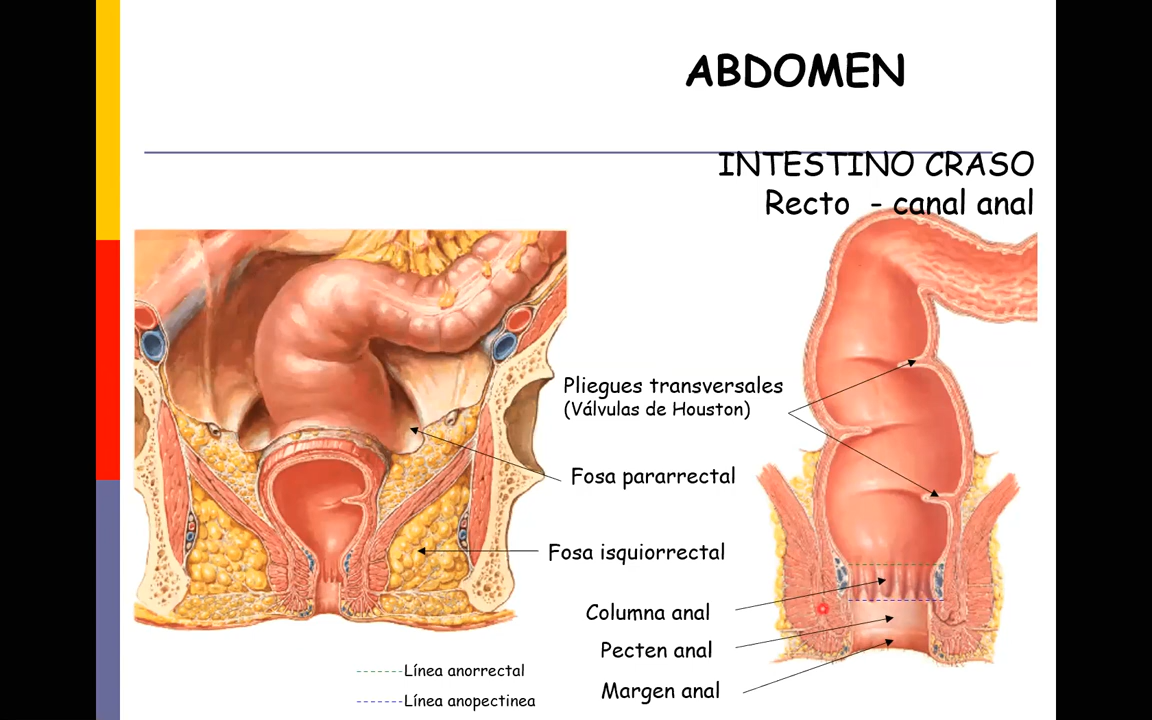 ABDOMEN
INTESTINO CRASO
Recto - canal anal
Pliegues transversales
(Válvulas de Houston)
Fosa pararrectal
Fosa isquiorrectal
Columna anal
Pecten anal
Margen anal
Línea anorrectal
Línea anopectinea